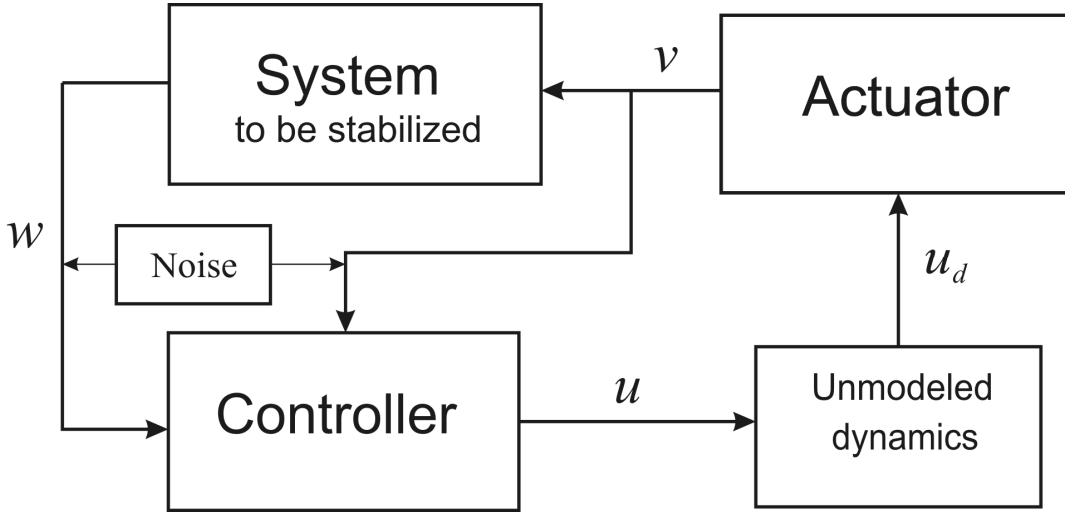 System
to be stabilized
v
Actuator
w
Noise
u_d
Controller
u
Unmodeled
dynamics